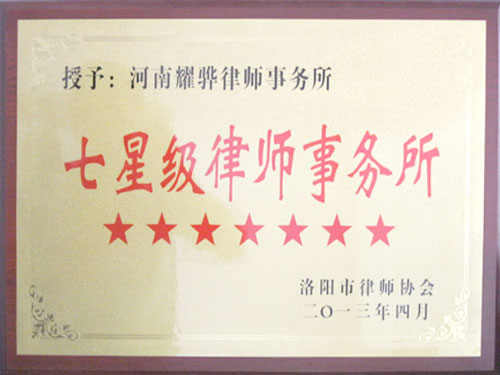 授予：河南耀骅律师事务所
七星级律师事务所
★★★★★★★
洛阳市律师协会
二〇一三年四月